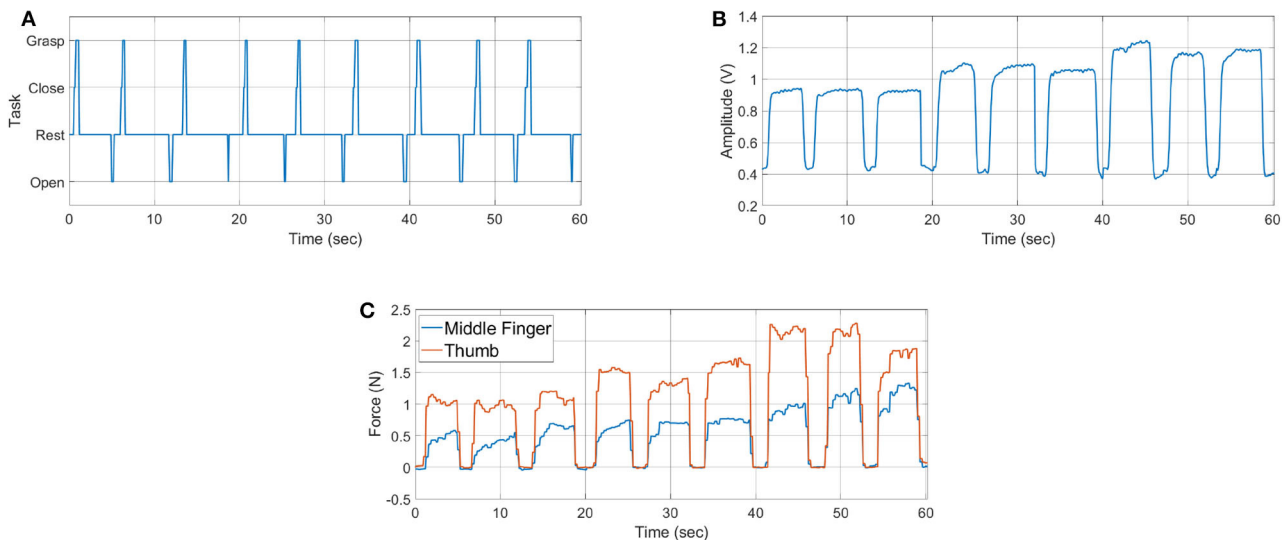 A
Task
Grasp
Close
Rest
Open
0 10 20 30 40 50 60
Time (sec)
B
Amplitude (V)
1.4
1.2
1
0.8
0.6
0.4
0.2
0 10 20 30 40 50 60
Time (sec)
C
Force (N)
2.5
2
1.5
1
0.5
0
-0.5
Middle Finger
Thumb
0 10 20 30 40 50 60
Time (sec)